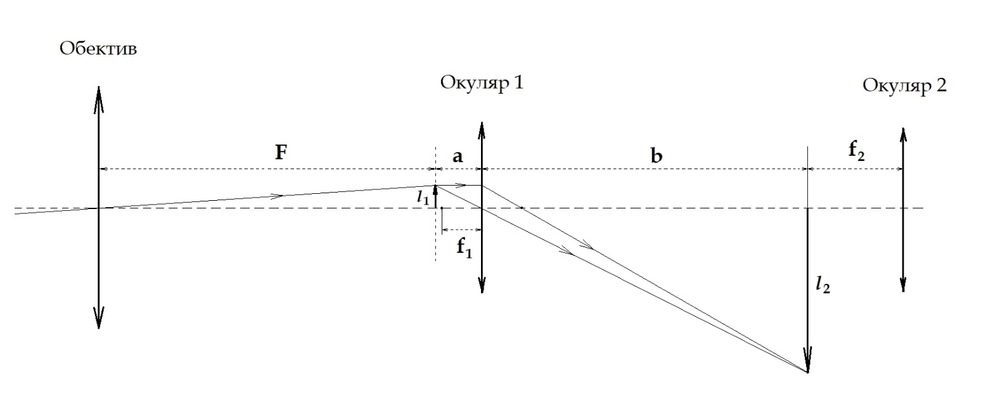 Обектив
Окуляр 1
Окуляр 2
F
a
b
f₂
l₁
f₁
l₂